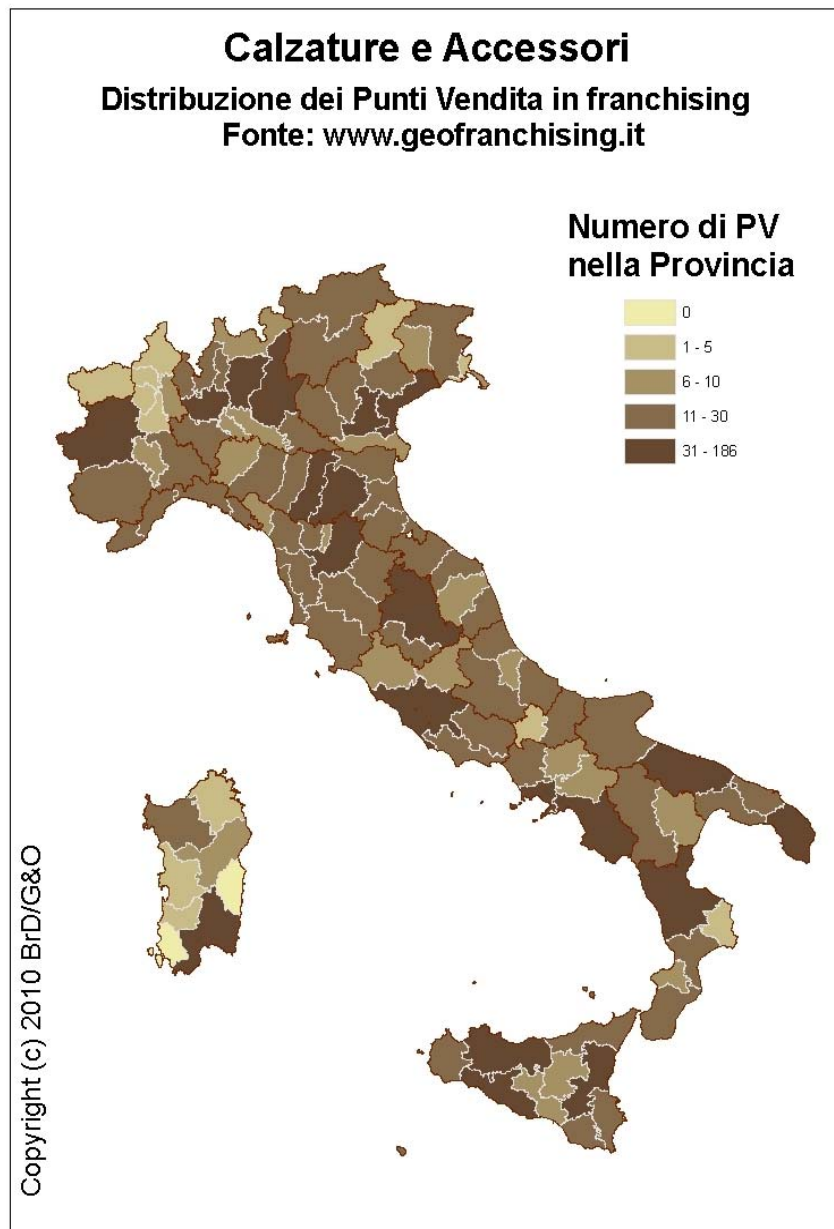 Calzature e Accessori
Distribuzione dei Punti Vendita in franchising
Fonte: www.geofranchising.it
Numero di PV
nella Provincia
0
1 - 5
6 - 10
11 - 30
31 - 186
Copyright (c) 2010 BrD/G&O